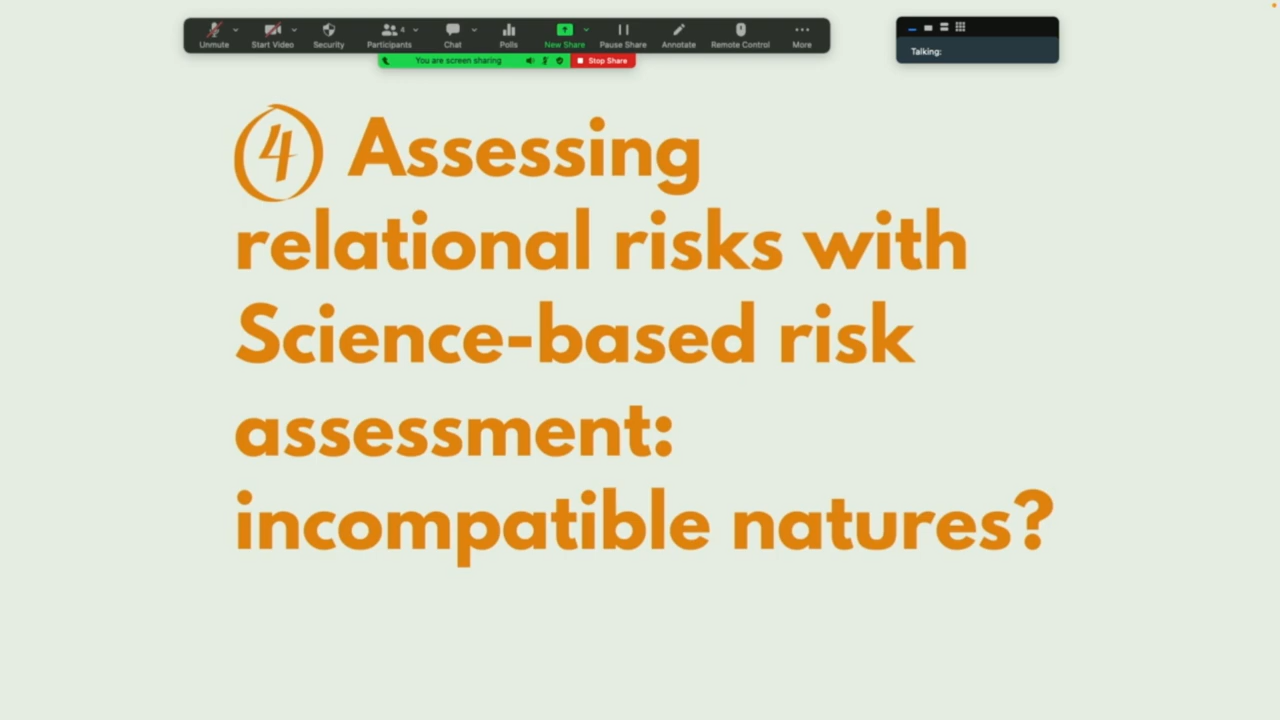 Unmute Start Video Security Participants 4 Chat Polls New Share Pause Share Annotate Remote Control More
You are screen sharing Stop Share
Talking:
4 Assessing
relational risks with
Science-based risk
assessment:
incompatible natures?